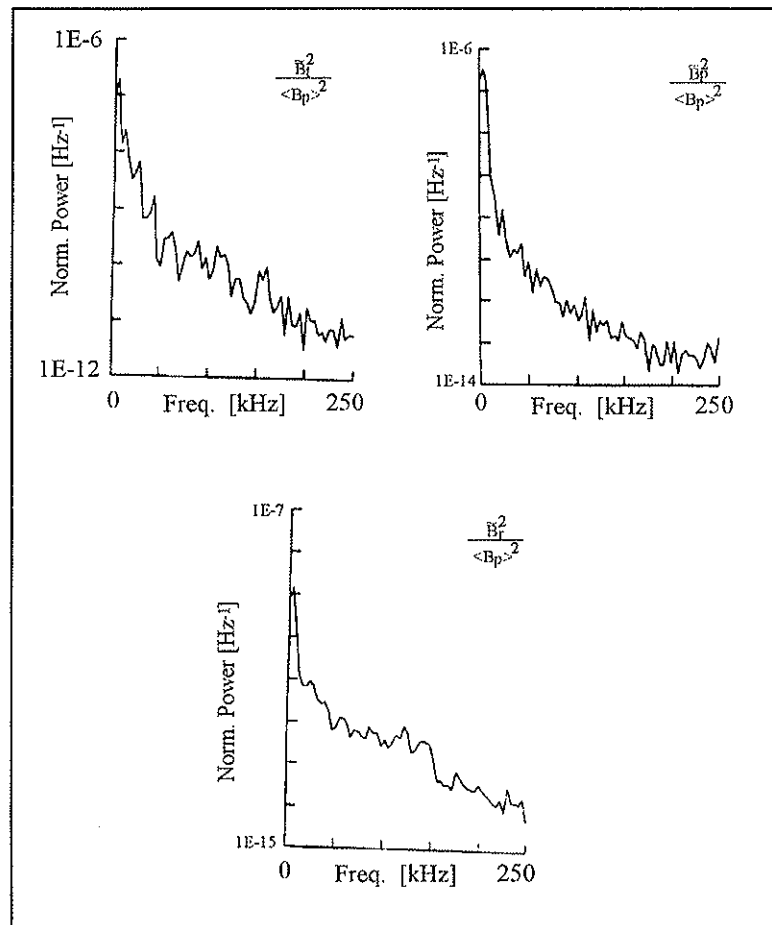 1E-6
B̃t²
<Bp>²
Norm. Power [Hz-1]
1E-12
0
250
Freq. [kHz]
1E-6
B̃p²
<Bp>²
Norm. Power [Hz-1]
1E-14
0
250
Freq. [kHz]
1E-7
B̃r²
<Bp>²
Norm. Power [Hz-1]
1E-15
0
250
Freq. [kHz]